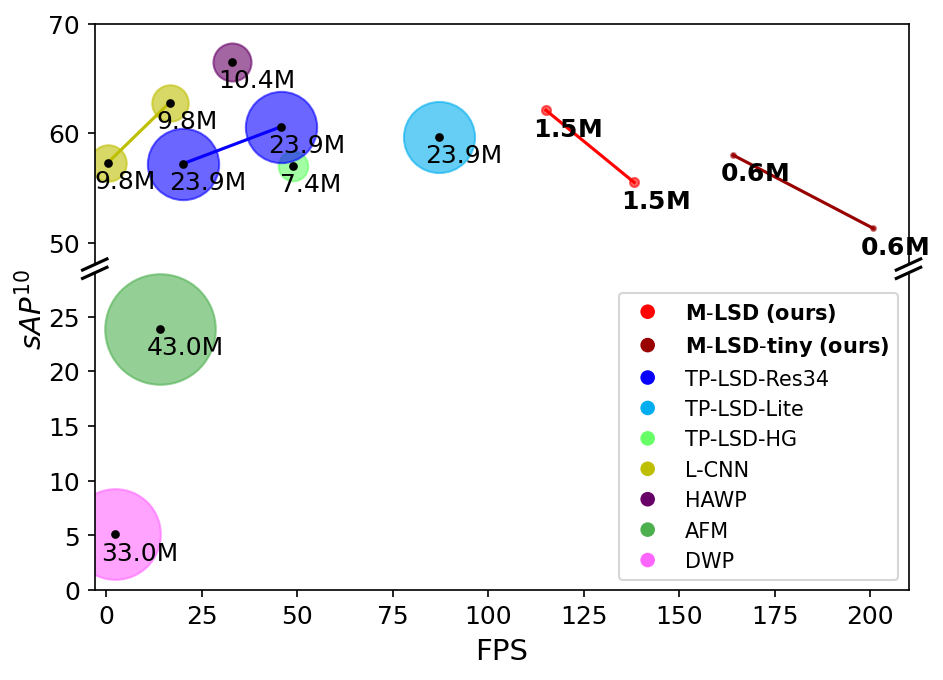 70
60
50
25
20
15
10
5
0
sAP^10
10.4M
9.8M
23.9M
9.8M
23.9M
7.4M
23.9M
1.5M
1.5M
0.6M
0.6M
43.0M
33.0M
M-LSD (ours)
M-LSD-tiny (ours)
TP-LSD-Res34
TP-LSD-Lite
TP-LSD-HG
L-CNN
HAWP
AFM
DWP
0 25 50 75 100 125 150 175 200
FPS